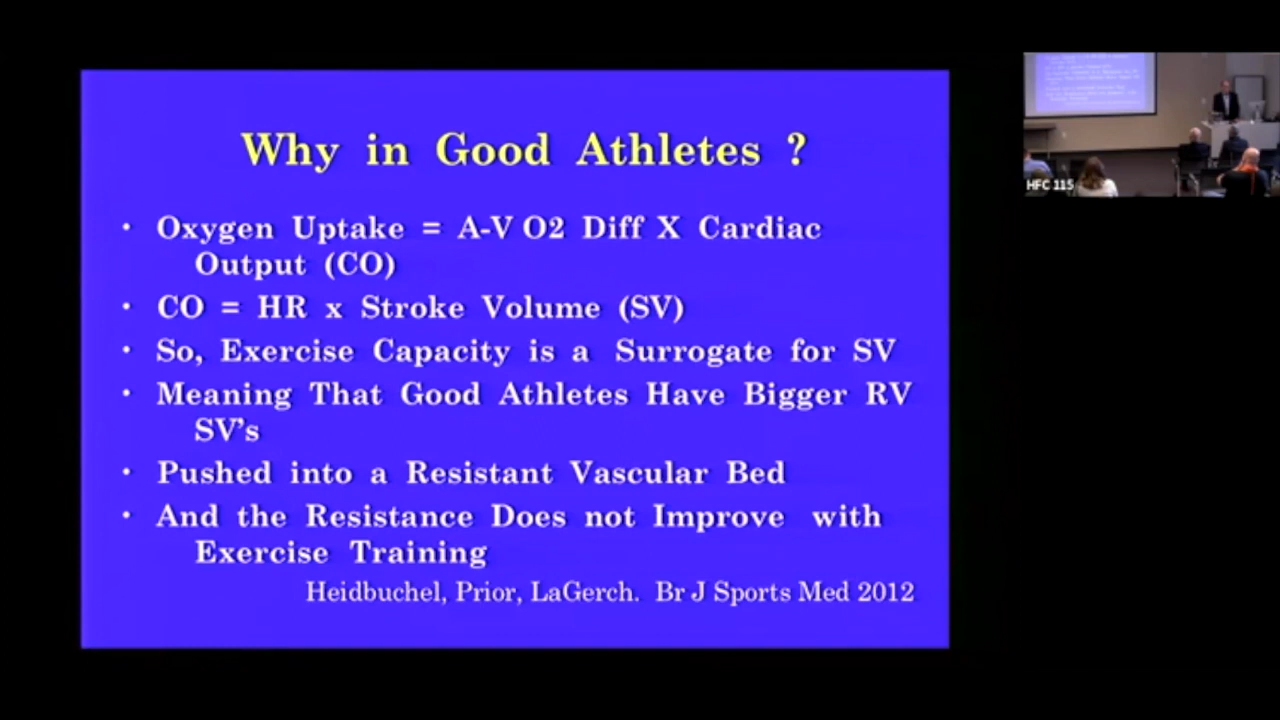 Why in Good Athletes ?
• Oxygen Uptake = A-V O2 Diff X Cardiac
Output (CO)
• CO = HR x Stroke Volume (SV)
• So, Exercise Capacity is a Surrogate for SV
• Meaning That Good Athletes Have Bigger RV
SV's
• Pushed into a Resistant Vascular Bed
• And the Resistance Does not Improve with
Exercise Training
Heidbuchel, Prior, LaGerch. Br J Sports Med 2012
HFC 115